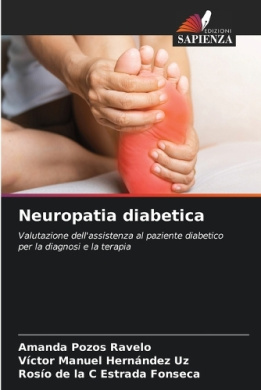 EDIZIONI
SAPIENZA
Neuropatia diabetica
Valutazione dell'assistenza al paziente diabetico
per la diagnosi e la terapia
Amanda Pozos Ravelo
Víctor Manuel Hernández Uz
Rosío de la C Estrada Fonseca